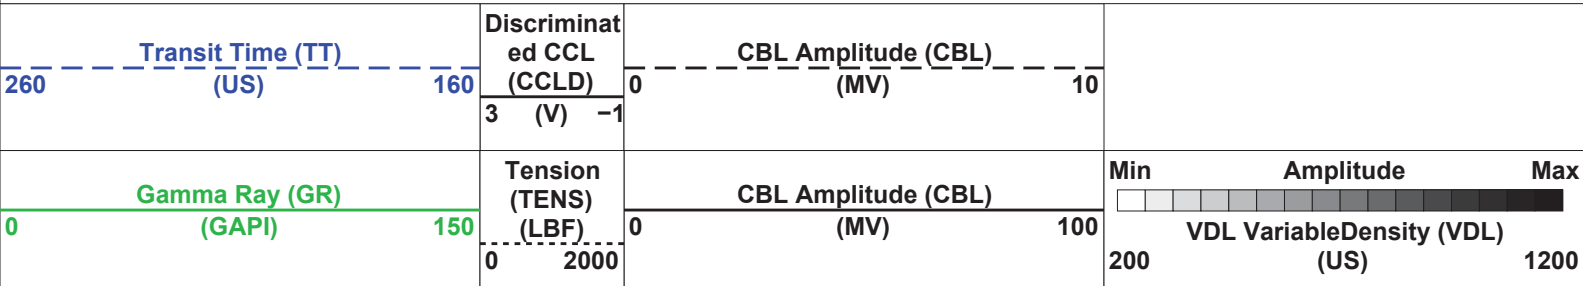 Transit Time (TT)
260 (US) 160
Discriminat
ed CCL
(CCLD)
3 (V) −1
CBL Amplitude (CBL)
0 (MV) 10
Gamma Ray (GR)
0 (GAPI) 150
Tension
(TENS)
(LBF)
0 2000
CBL Amplitude (CBL)
0 (MV) 100
Min Amplitude Max
VDL VariableDensity (VDL)
200 (US) 1200